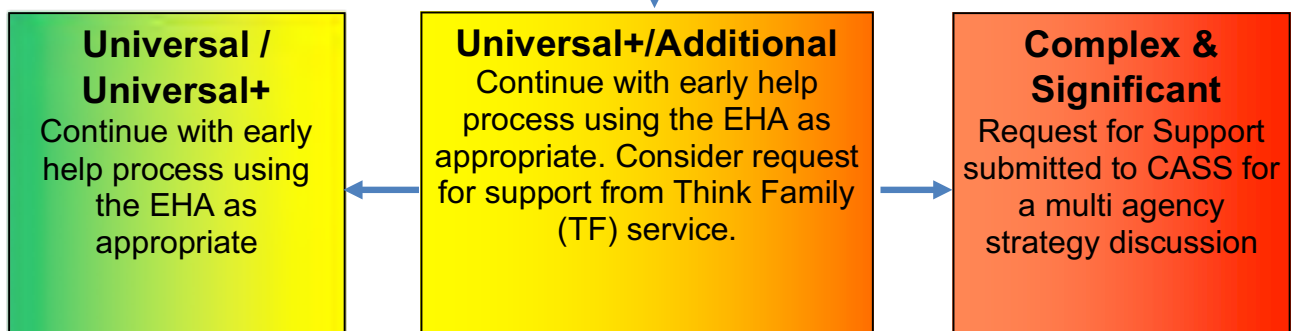 Universal /
Universal+
Continue with early
help process using
the EHA as
appropriate
Universal+/Additional
Continue with early help
process using the EHA as
appropriate. Consider request
for support from Think Family
(TF) service.
Complex &
Significant
Request for Support
submitted to CASS for
a multi agency
strategy discussion